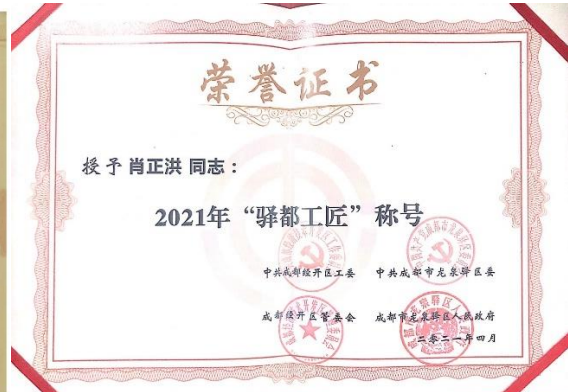 荣誉证书
授予 肖正洪 同志：
2021年“驿都工匠”称号
中共成都经开区工委 中共成都市龙泉驿区委
成都经开区管委会 成都市龙泉驿区人民政府
二零二一年四月